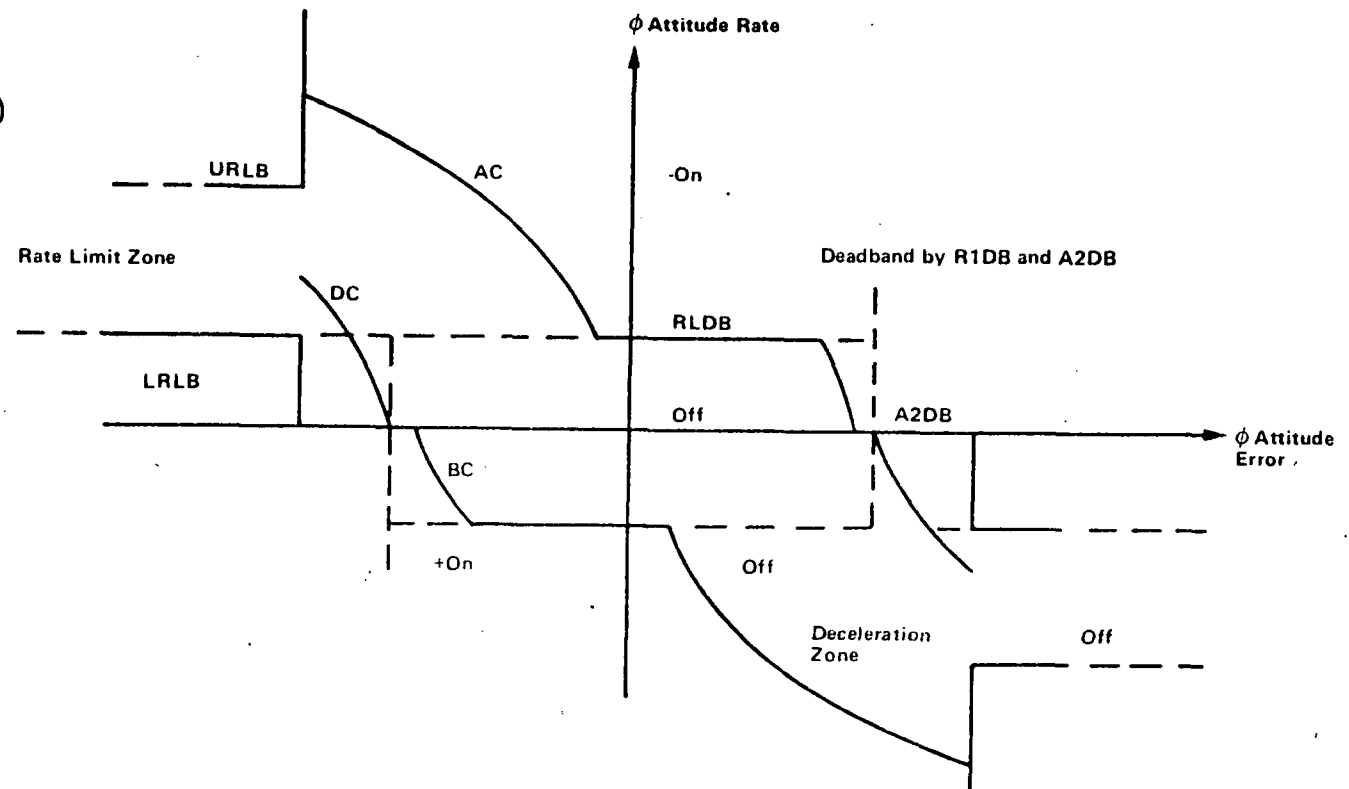 ϕ Attitude Rate
URLB
AC
-On
Rate Limit Zone
Deadband by R1DB and A2DB
DC
RLDB
LRLB
Off
A2DB
ϕ Attitude
Error
BC
+On
Off
Deceleration
Zone
Off